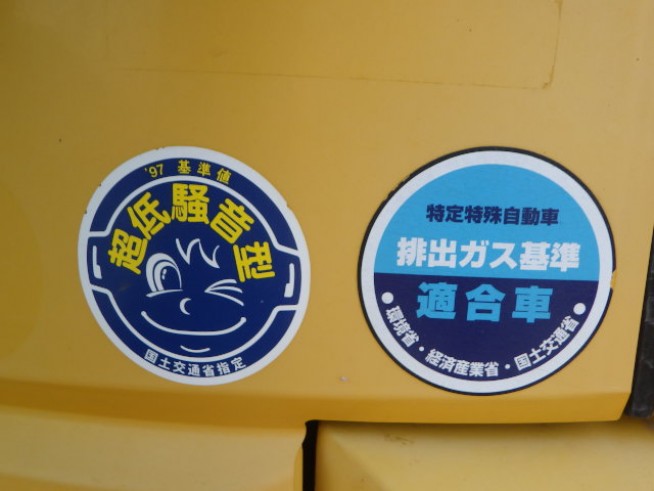 '97 基準値
超低騒音型
国土交通省指定
特定特殊自動車
排出ガス基準
適合車
●環境省・経済産業省・国土交通省●